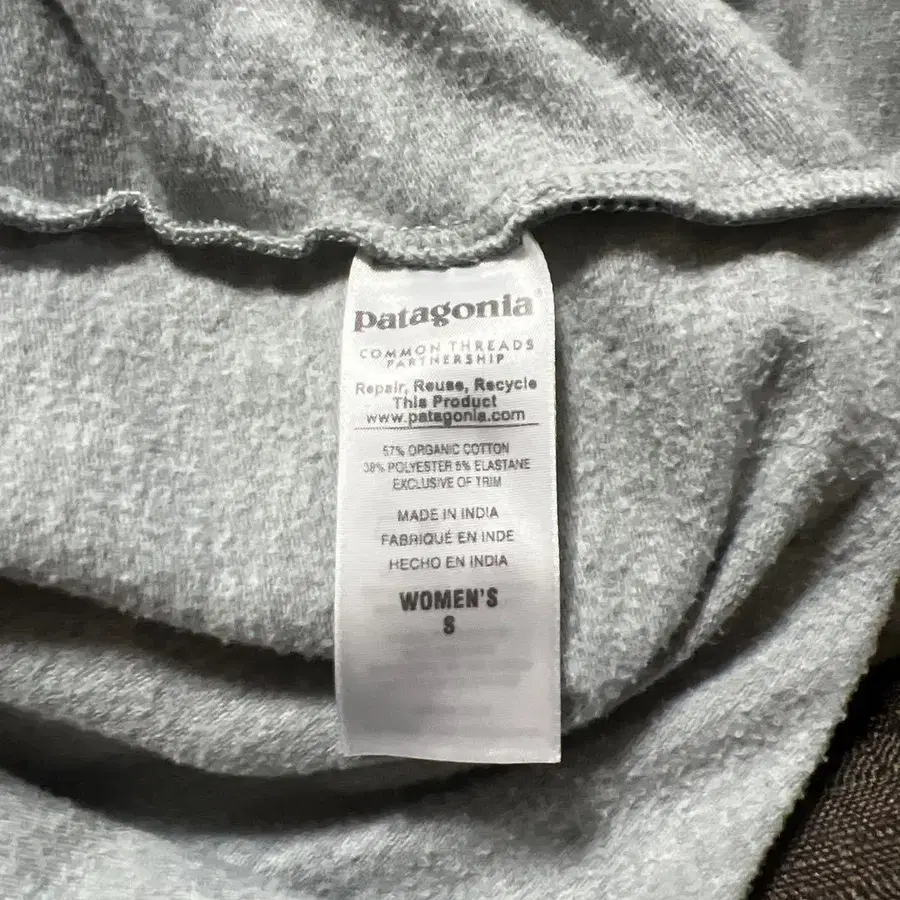 patagonia®
COMMON THREADS
PARTNERSHIP
Repair, Reuse, Recycle
This Product
www.patagonia.com
57% ORGANIC COTTON
38% POLYESTER 5% ELASTANE
EXCLUSIVE OF TRIM
MADE IN INDIA
FABRIQUÉ EN INDE
HECHO EN INDIA
WOMEN'S
S